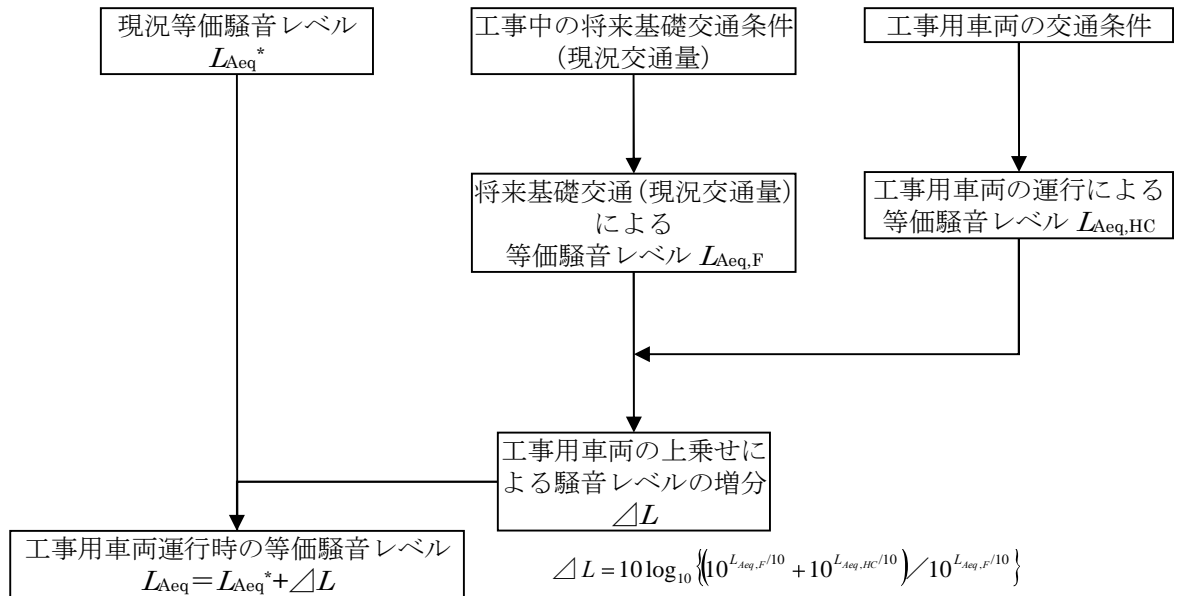 現況等価騒音レベル
LAeq*
工事中の将来基礎交通条件
(現況交通量)
工事用車両の交通条件
将来基礎交通(現況交通量)
による
等価騒音レベル LAeq,F
工事用車両の運行による
等価騒音レベル LAeq,HC
工事用車両の上乗せに
よる騒音レベルの増分
⊿L
工事用車両運行時の等価騒音レベル
LAeq=LAeq*+⊿L
⊿L=10log10{(10^LAeq,F/10+10^LAeq,HC/10)/10^LAeq,F/10}